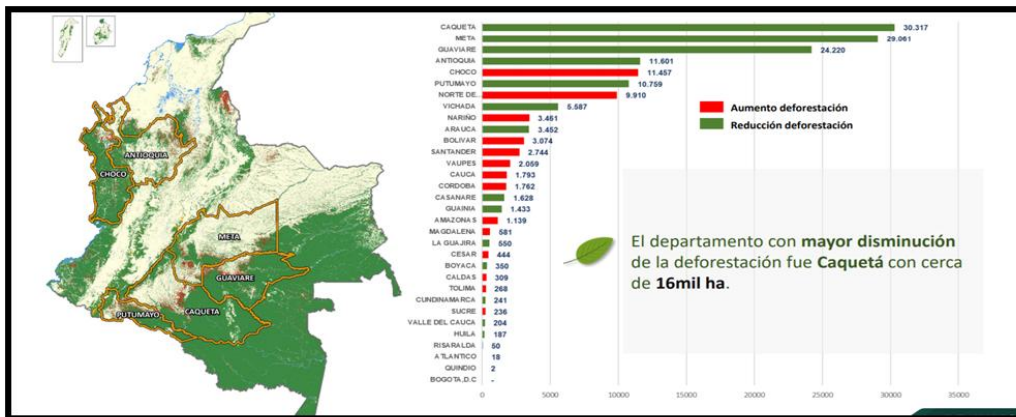 ANTIOQUIA
CHOCO
META
GUAVIARE
CAQUETA
PUTUMAYO
CAQUETA 30.317
META 29.061
GUAVIARE 24.220
ANTIOQUIA 11.601
CHOCO 11.457
PUTUMAYO 10.759
NORTE DE... 9.910
VICHADA 5.587
NARIÑO 3.461
ARAUCA 3.452
BOLIVAR 3.074
SANTANDER 2.744
VAUPES 2.059
CAUCA 1.793
CORDOBA 1.762
CASANARE 1.628
GUAINIA 1.433
AMAZONAS 1.139
MAGDALENA 581
LA GUAJIRA 550
CESAR 444
BOYACA 350
CALDAS 309
TOLIMA 268
CUNDINAMARCA 241
SUCRE 236
VALLE DEL CAUCA 204
HUILA 187
RISARALDA 50
ATLANTICO 18
QUINDIO 2
BOGOTA,D.C -
0 5000 10000 15000 20000 25000 30000 35000
Aumento deforestación
Reducción deforestación
El departamento con mayor disminución
de la deforestación fue Caquetá con cerca
de 16mil ha.